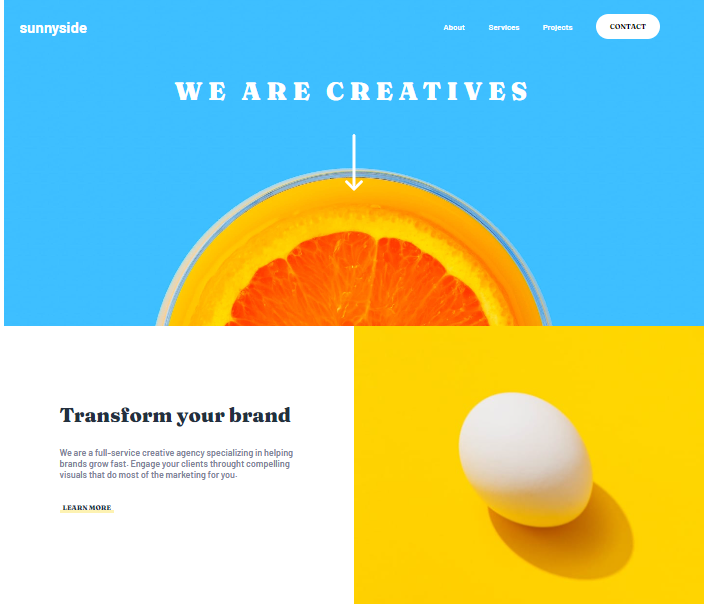 sunnyside
About Services Projects CONTACT
WE ARE CREATIVES
Transform your brand
We are a full-service creative agency specializing in helping
brands grow fast. Engage your clients throught compelling
visuals that do most of the marketing for you.
LEARN MORE